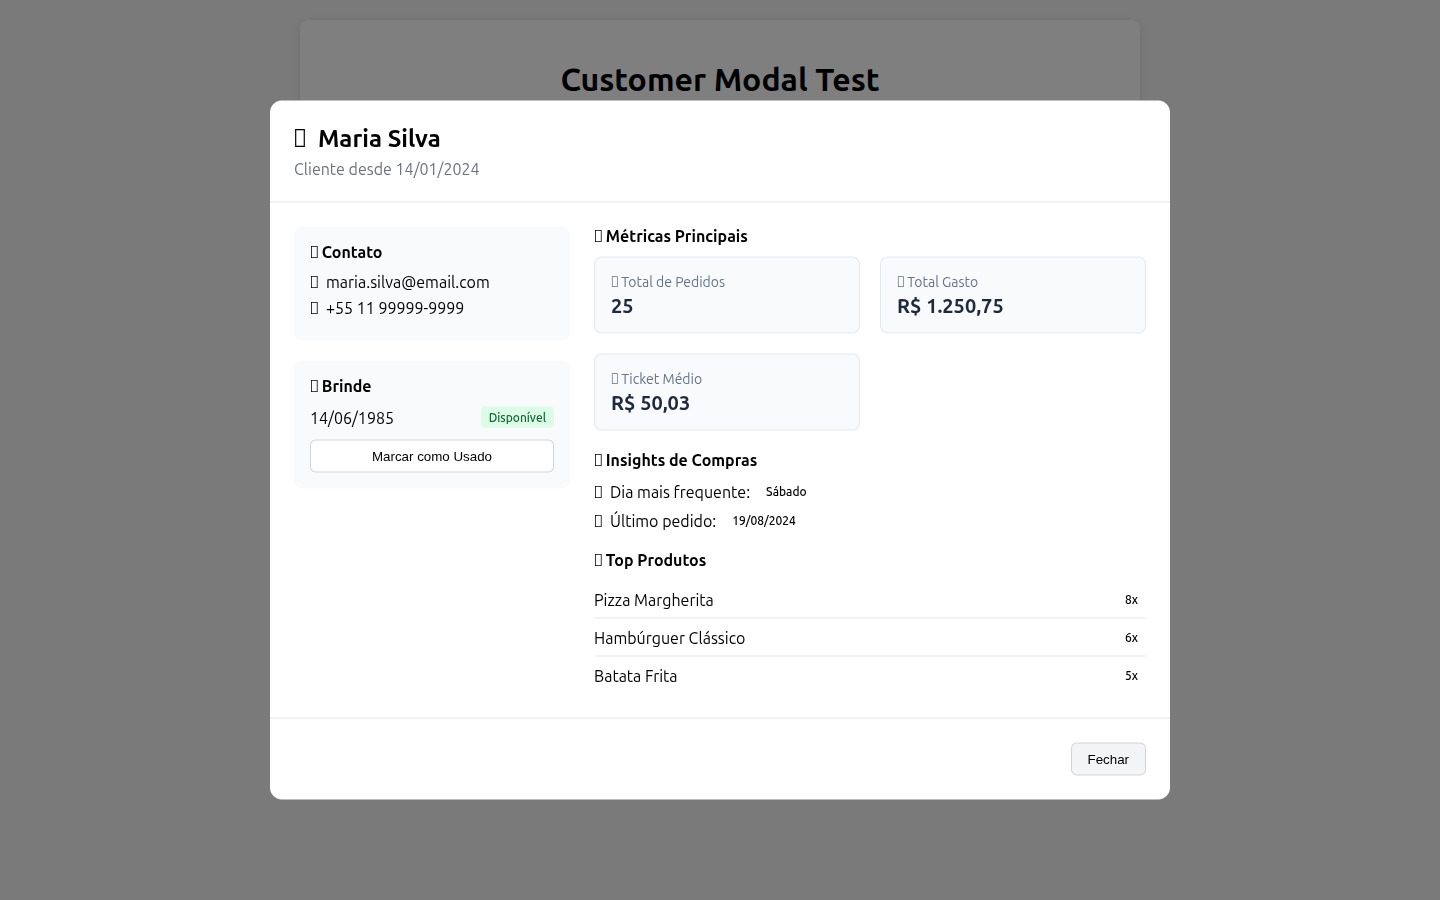 Customer Modal Test
Maria Silva
Cliente desde 14/01/2024
Contato
maria.silva@email.com
+55 11 99999-9999
Brinde
14/06/1985
Disponível
Marcar como Usado
Métricas Principais
Total de Pedidos
25
Total Gasto
R$ 1.250,75
Ticket Médio
R$ 50,03
Insights de Compras
Dia mais frequente: Sábado
Último pedido: 19/08/2024
Top Produtos
Pizza Margherita 8x
Hambúrguer Clássico 6x
Batata Frita 5x
Fechar